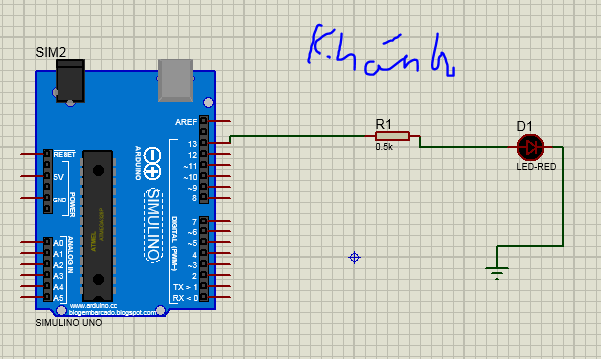 SIM2
Khánh
AREF
13
12
~11
~10
~9
8
7
~6
~5
4
~3
2
TX > 1
RX < 0
RESET
5V
GND
POWER
A0
A1
A2
A3
A4
A5
ANALOG IN
ATMEL
ARDUINO
SIMULINO
DIGITAL (PWM~)
www.arduino.cc
blogembarcado.blogspot.com
SIMULINO UNO
R1
0.5k
D1
LED-RED